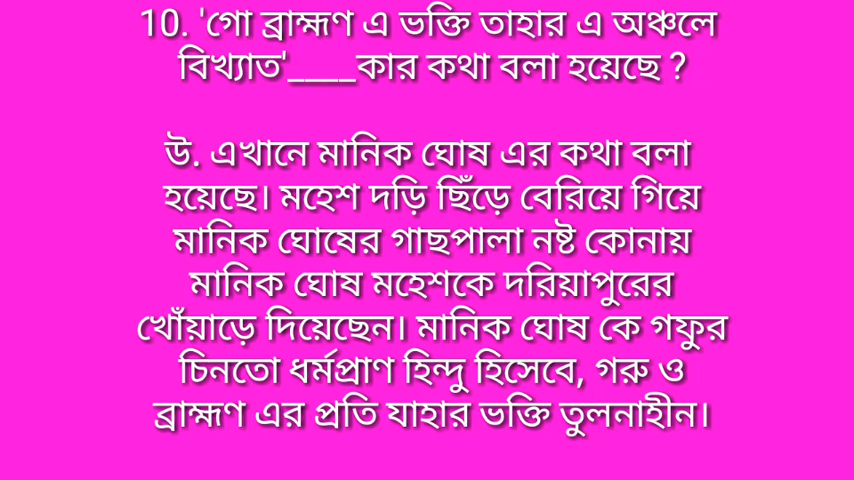 10. 'গো ব্রাহ্মণ এ ভক্তি তাহার এ অঞ্চলে
বিখ্যাত'____কার কথা বলা হয়েছে ?
উ. এখানে মানিক ঘোষ এর কথা বলা
হয়েছে। মহেশ দড়ি ছিঁড়ে বেরিয়ে গিয়ে
মানিক ঘোষের গাছপালা নষ্ট কোনায়
মানিক ঘোষ মহেশকে দরিয়াপুরের
খোঁয়াড়ে দিয়েছেন। মানিক ঘোষ কে গফুর
চিনতো ধর্মপ্রাণ হিন্দু হিসেবে, গরু ও
ব্রাহ্মণ এর প্রতি যাহার ভক্তি তুলনাহীন।